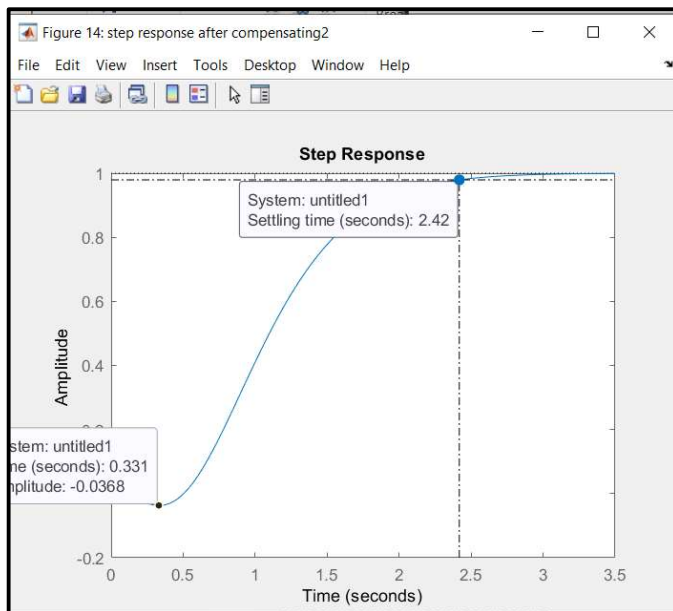 Figure 14: step response after compensating2
File Edit View Insert Tools Desktop Window Help
Step Response
1
System: untitled1
Settling time (seconds): 2.42
0.8
0.6
0.4
Amplitude
stem: untitled1
me (seconds): 0.331
nplitude: -0.0368
-0.2
0 0.5 1 1.5 2 2.5 3 3.5
Time (seconds)